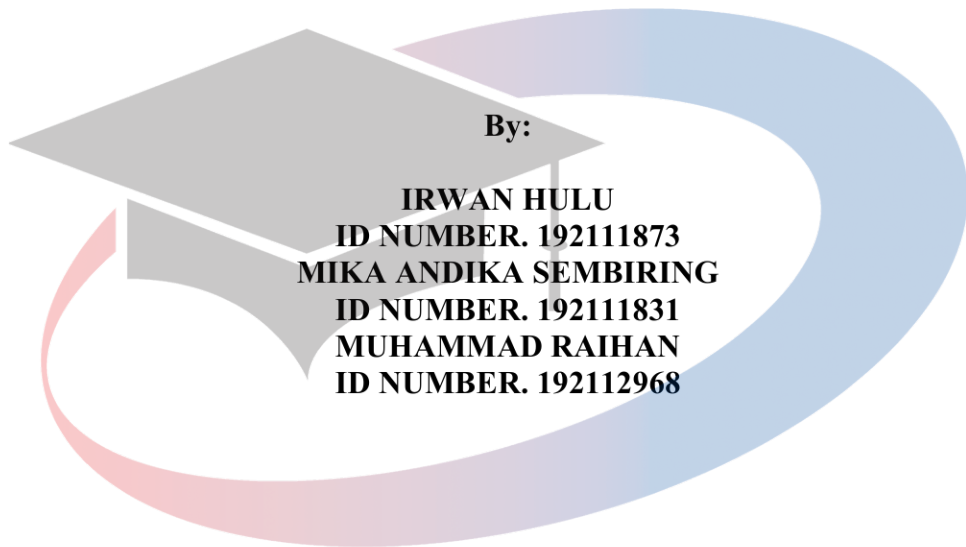 By:
IRWAN HULU
ID NUMBER. 192111873
MIKA ANDIKA SEMBIRING
ID NUMBER. 192111831
MUHAMMAD RAIHAN
ID NUMBER. 192112968